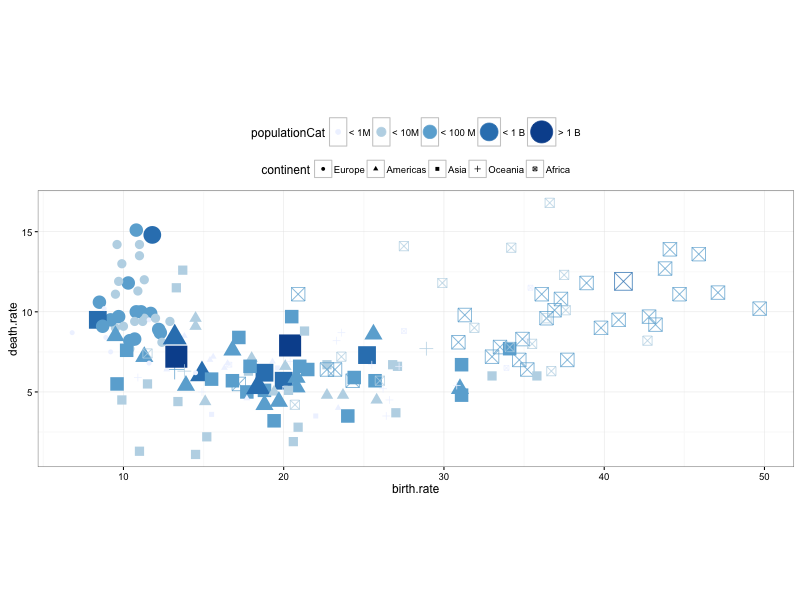 populationCat < 1M < 10M < 100 M < 1 B > 1 B
continent Europe Americas Asia Oceania Africa
15
10
5
death.rate
10 20 30 40 50
birth.rate